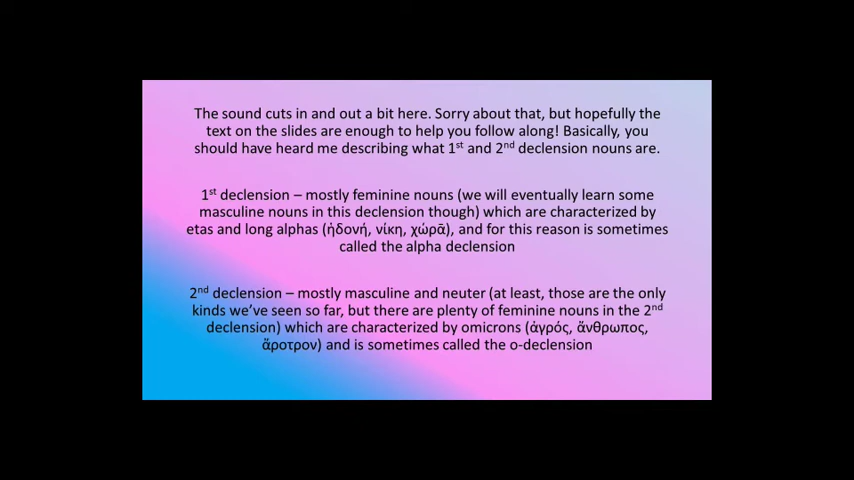 The sound cuts in and out a bit here. Sorry about that, but hopefully the
text on the slides are enough to help you follow along! Basically, you
should have heard me describing what 1st and 2nd declension nouns are.
1st declension – mostly feminine nouns (we will eventually learn some
masculine nouns in this declension though) which are characterized by
etas and long alphas (ἡδονή, νίκη, χώρᾱ), and for this reason is sometimes
called the alpha declension
2nd declension – mostly masculine and neuter (at least, those are the only
kinds we’ve seen so far, but there are plenty of feminine nouns in the 2nd
declension) which are characterized by omicrons (ἀγρός, ἄνθρωπος,
ἄροτρον) and is sometimes called the o-declension